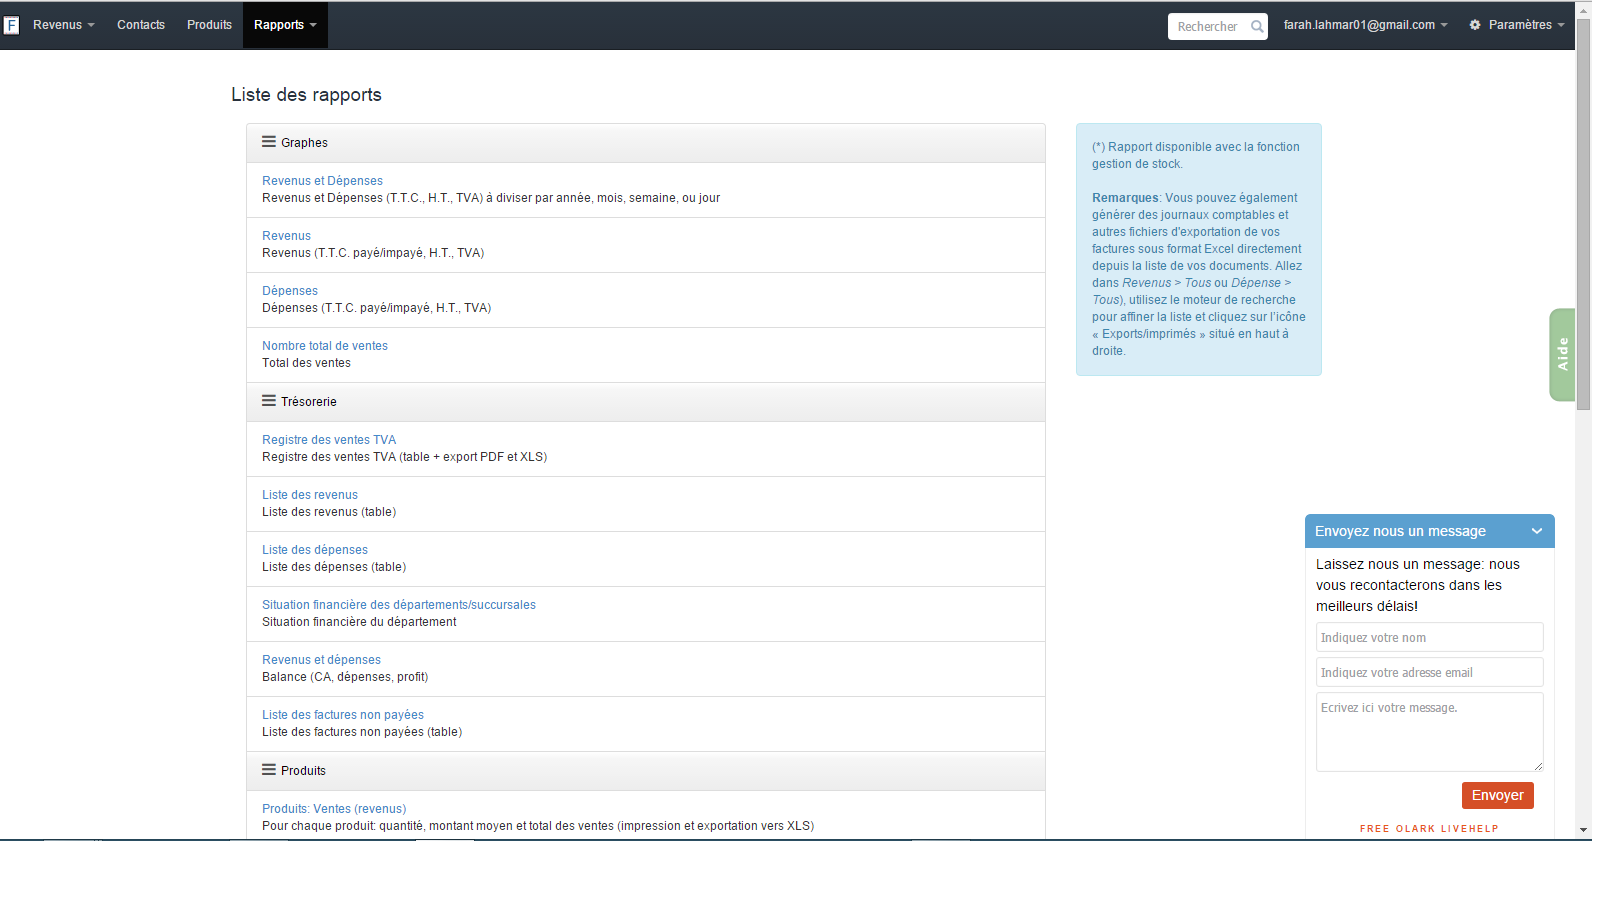 F Revenus Contacts Produits Rapports Rechercher farah.lahmar01@gmail.com Paramètres
Liste des rapports
Graphes
Revenus et Dépenses
Revenus et Dépenses (T.T.C., H.T., TVA) à diviser par année, mois, semaine, ou jour
Revenus
Revenus (T.T.C. payé/impayé, H.T., TVA)
Dépenses
Dépenses (T.T.C. payé/impayé, H.T., TVA)
Nombre total de ventes
Total des ventes
Trésorerie
Registre des ventes TVA
Registre des ventes TVA (table + export PDF et XLS)
Liste des revenus
Liste des revenus (table)
Liste des dépenses
Liste des dépenses (table)
Situation financière des départements/succursales
Situation financière du département
Revenus et dépenses
Balance (CA, dépenses, profit)
Liste des factures non payées
Liste des factures non payées (table)
Produits
Produits: Ventes (revenus)
Pour chaque produit: quantité, montant moyen et total des ventes (impression et exportation vers XLS)
(*) Rapport disponible avec la fonction
gestion de stock.
Remarques: Vous pouvez également
générer des journaux comptables et
autres fichiers d'exportation de vos
factures sous format Excel directement
depuis la liste de vos documents. Allez
dans Revenus > Tous ou Dépense >
Tous), utilisez le moteur de recherche
pour affiner la liste et cliquez sur l'icône
« Exports/imprimés » situé en haut à
droite.
Aide
Envoyez nous un message
Laissez nous un message: nous
vous recontacterons dans les
meilleurs délais!
Indiquez votre nom
Indiquez votre adresse email
Ecrivez ici votre message.
Envoyer
FREE OLARK LIVEHELP